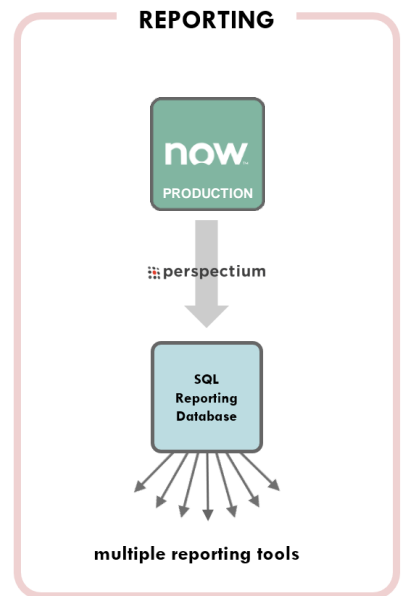 REPORTING
now
PRODUCTION
perspectium
SQL
Reporting
Database
multiple reporting tools